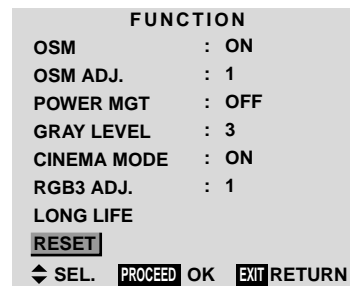 FUNCTION
OSM : ON
OSM ADJ. : 1
POWER MGT : OFF
GRAY LEVEL : 3
CINEMA MODE : ON
RGB3 ADJ. : 1
LONG LIFE
RESET
SEL. PROCEED OK EXIT RETURN